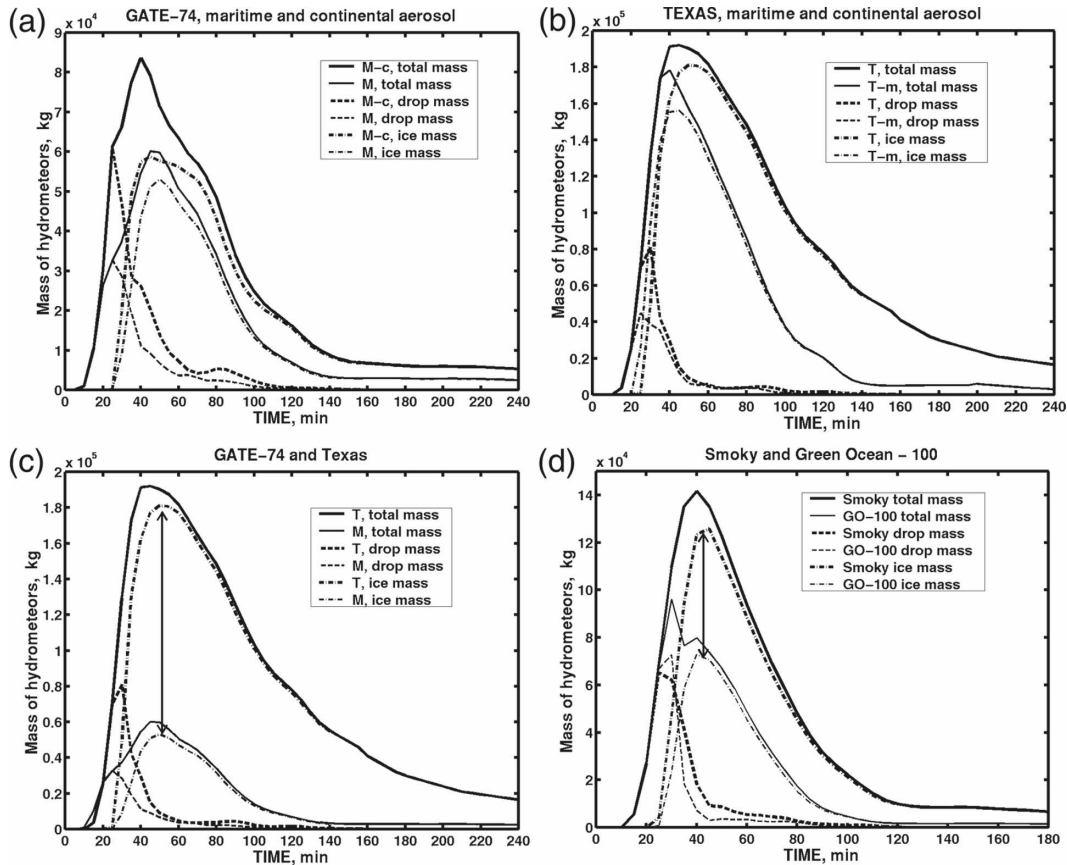 (a)
GATE-74, maritime and continental aerosol
x 10⁴
9
8
7
6
5
4
3
2
1
0
Mass of hydrometeors, kg
M-c, total mass
M, total mass
M-c, drop mass
M, drop mass
M-c, ice mass
M, ice mass
0 20 40 60 80 100 120 140 160 180 200 220 240
TIME, min
(b)
TEXAS, maritime and continental aerosol
x 10⁵
2
1.8
1.6
1.4
1.2
1
0.8
0.6
0.4
0.2
0
Mass of hydrometeors, kg
T, total mass
T-m, total mass
T, drop mass
T-m, drop mass
T, ice mass
T-m, ice mass
0 20 40 60 80 100 120 140 160 180 200 220 240
TIME, min
(c)
GATE-74 and Texas
x 10⁵
2
1.8
1.6
1.4
1.2
1
0.8
0.6
0.4
0.2
0
Mass of hydrometeors, kg
T, total mass
M, total mass
T, drop mass
M, drop mass
T, ice mass
M, ice mass
0 20 40 60 80 100 120 140 160 180 200 220 240
TIME, min
(d)
Smoky and Green Ocean - 100
x 10⁴
14
12
10
8
6
4
2
0
Mass of hydrometeors, kg
Smoky total mass
GO-100 total mass
Smoky drop mass
GO-100 drop mass
Smoky ice mass
GO-100 ice mass
0 20 40 60 80 100 120 140 160 180
TIME, min